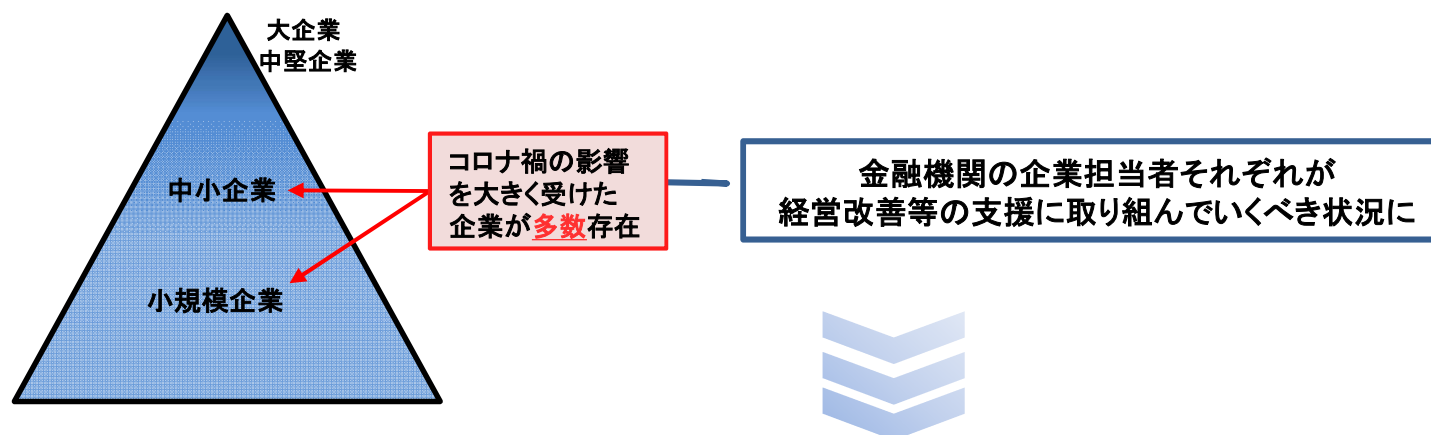 大企業
中堅企業
中小企業
小規模企業
コロナ禍の影響
を大きく受けた
企業が多数存在
金融機関の企業担当者それぞれが
経営改善等の支援に取り組んでいくべき状況に